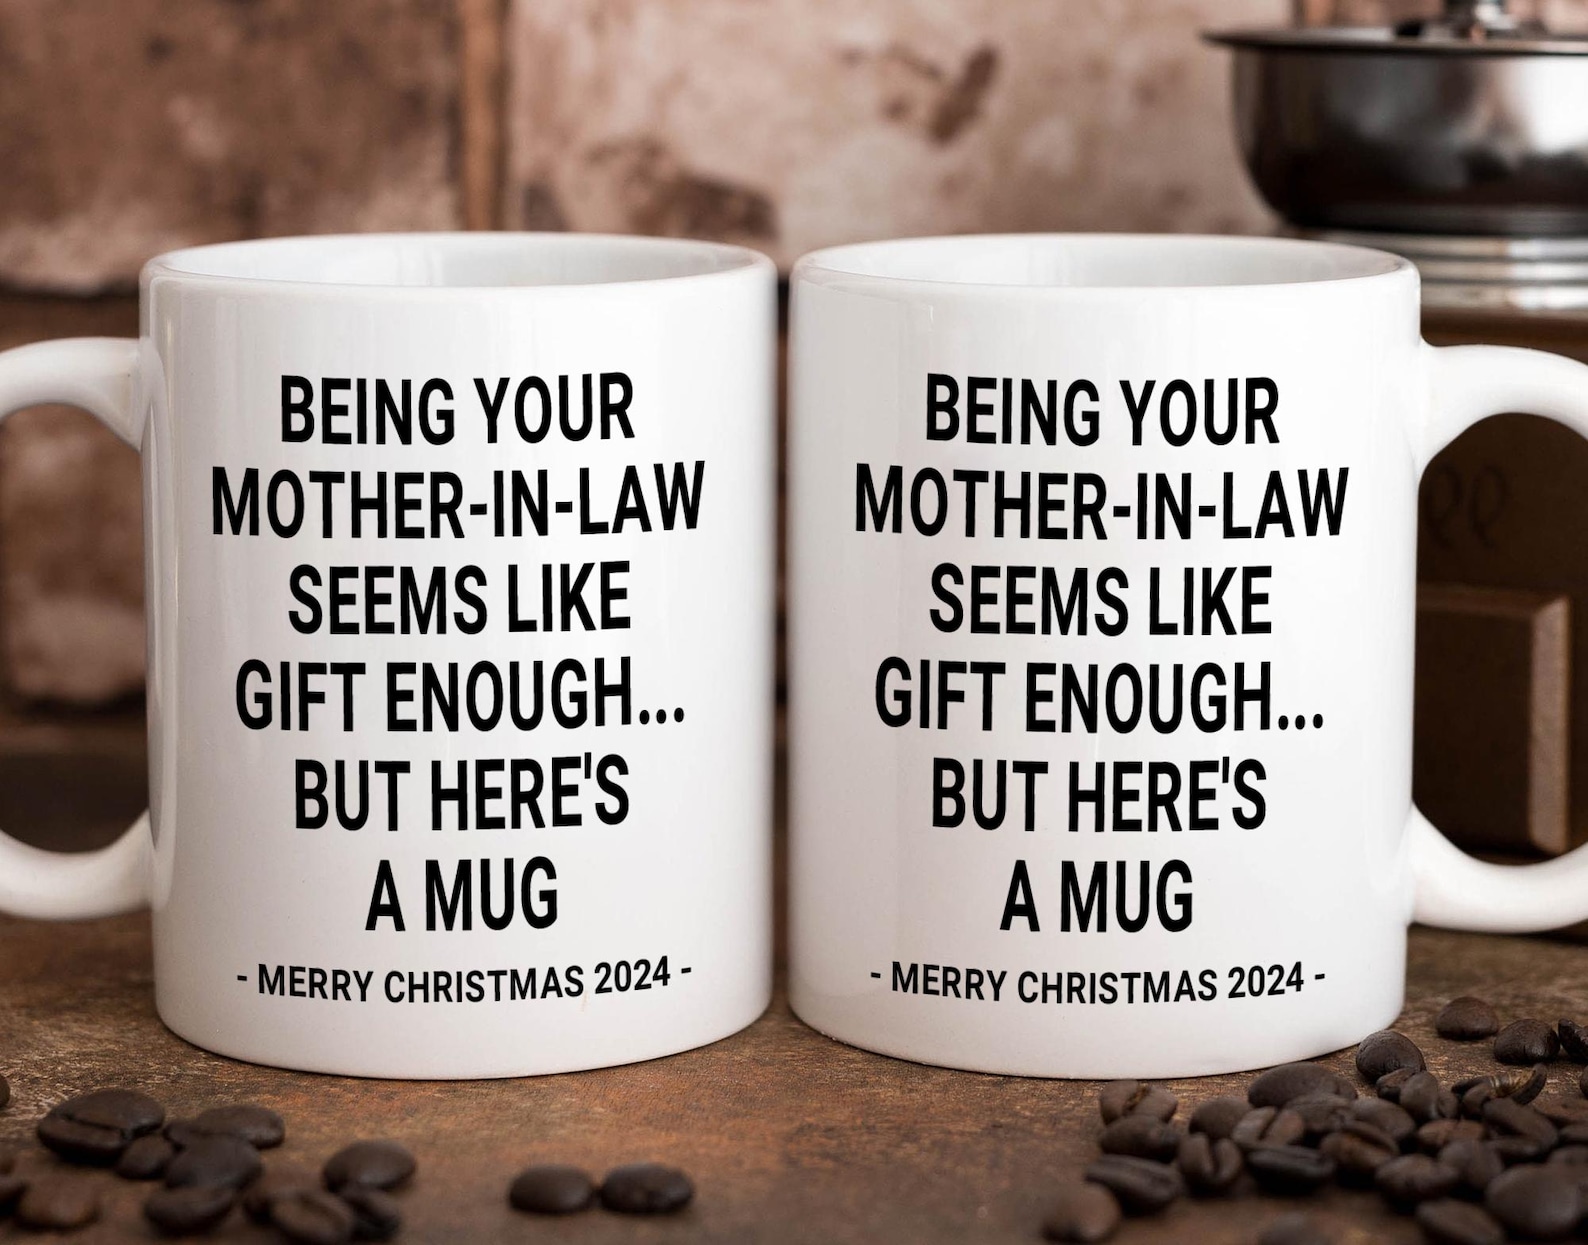 BEING YOUR
MOTHER-IN-LAW
SEEMS LIKE
GIFT ENOUGH...
BUT HERE'S
A MUG
- MERRY CHRISTMAS 2024 -
BEING YOUR
MOTHER-IN-LAW
SEEMS LIKE
GIFT ENOUGH...
BUT HERE'S
A MUG
- MERRY CHRISTMAS 2024 -